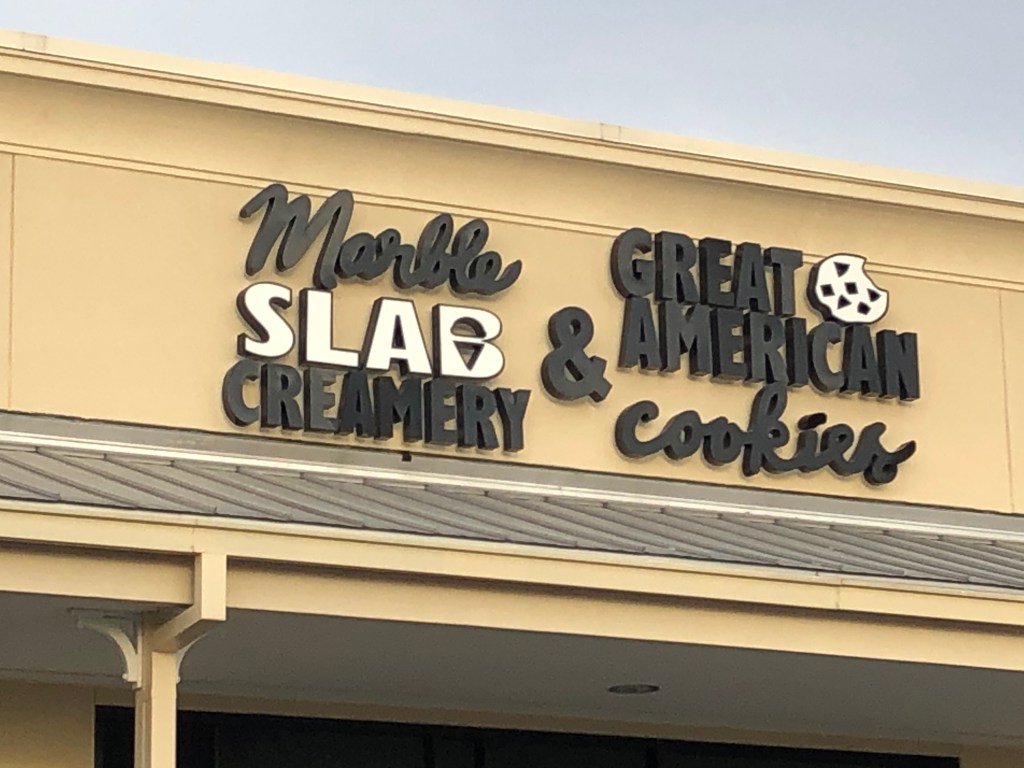 Marble
SLAB
CREAMERY
&
GREAT
AMERICAN
cookies